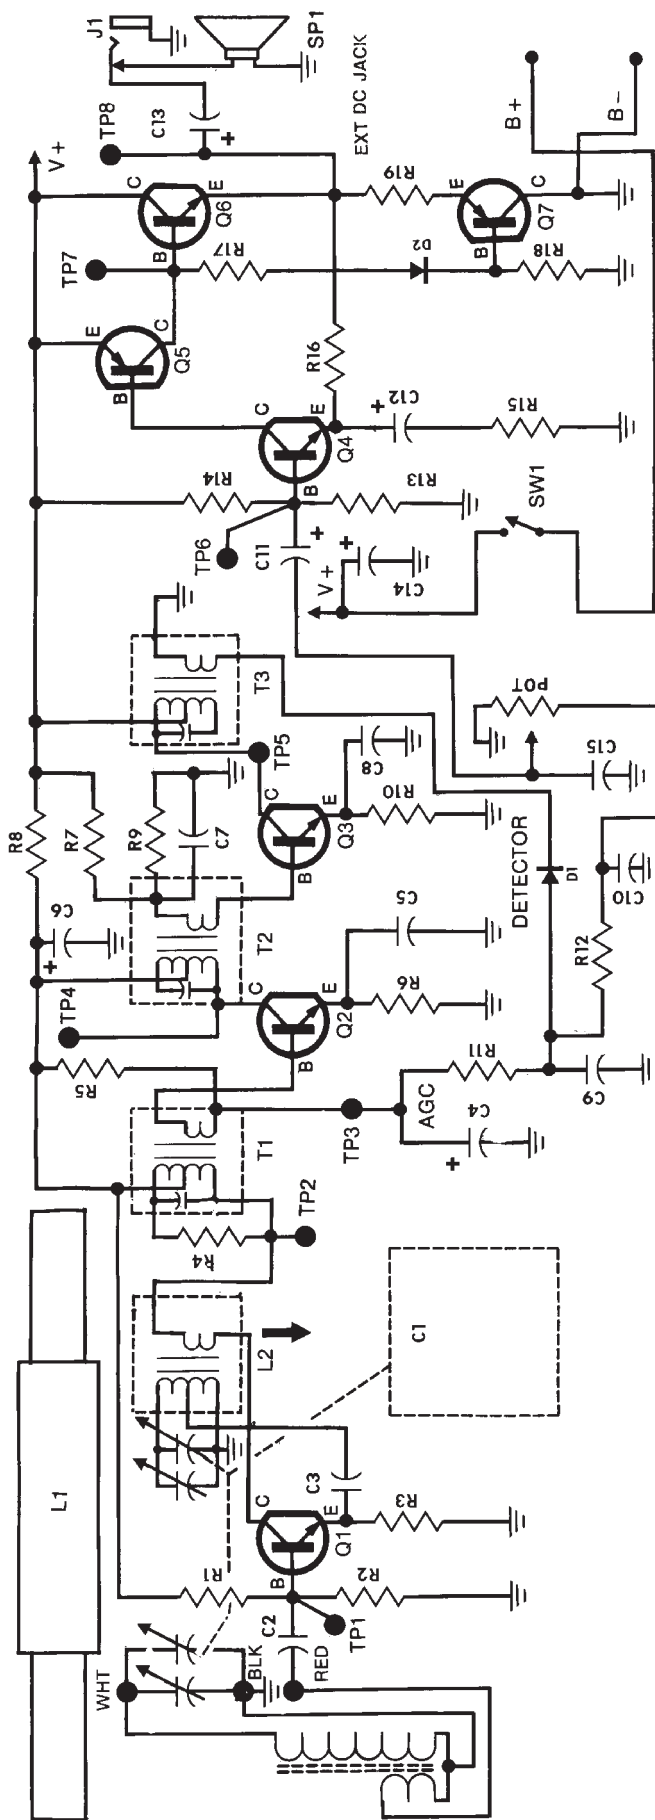 L1
WHT
BLK
RED
C2
TP1
R1
R2
B
C
E
Q1
C3
R3
L2
C1
R4
TP2
T1
R5
TP3
AGC
C4
+
R11
C9
TP4
C6
+
B
C
E
Q2
R6
C5
T2
R8
R7
R9
C7
B
C
E
Q3
R10
C8
TP5
T3
DETECTOR
D1
R12
C10
C15
POT
V +
+
C14
SW1
TP6
C11
+
R14
R13
B
C
E
Q4
C12
+
R15
R16
B
E
C
Q5
TP7
B
C
E
Q6
R17
D2
R18
B
E
C
Q7
R19
V +
TP8
C13
+
J1
SP1
EXT DC JACK
B +
B -